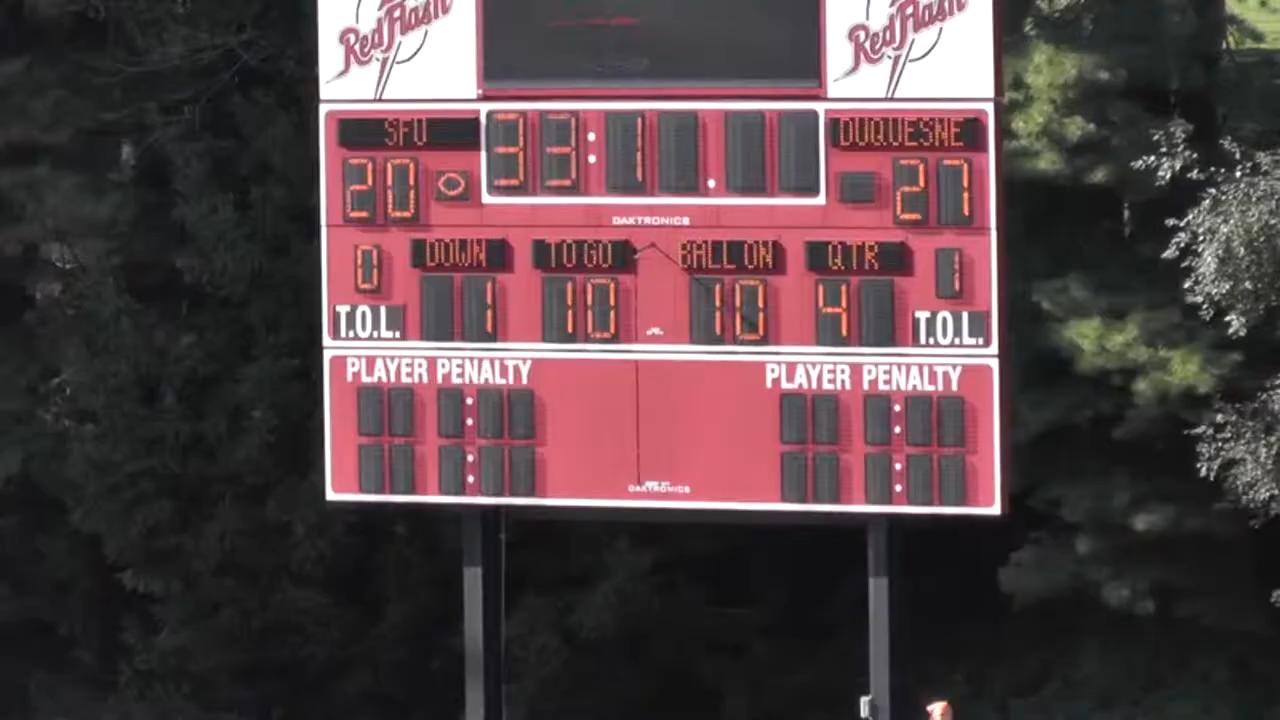 Red Flash Red Flash
SFU 33:1 . DUQUESNE
20 27
DAKTRONICS
DOWN TO GO BALL ON QTR
0 1 10 10 4 1
T.O.L. T.O.L.
PLAYER PENALTY PLAYER PENALTY
DAKTRONICS